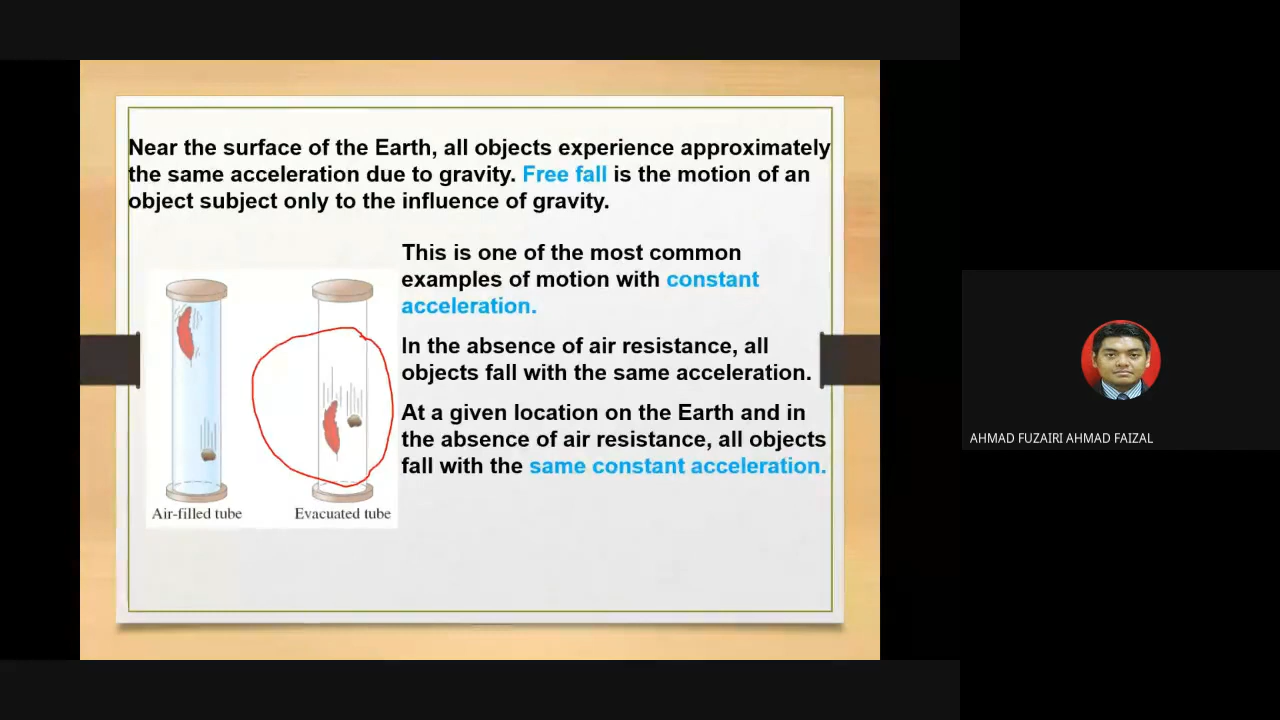 Near the surface of the Earth, all objects experience approximately
the same acceleration due to gravity. Free fall is the motion of an
object subject only to the influence of gravity.
This is one of the most common
examples of motion with constant
acceleration.
In the absence of air resistance, all
objects fall with the same acceleration.
At a given location on the Earth and in
the absence of air resistance, all objects
fall with the same constant acceleration.
Air-filled tube
Evacuated tube
AHMAD FUZAIRI AHMAD FAIZAL